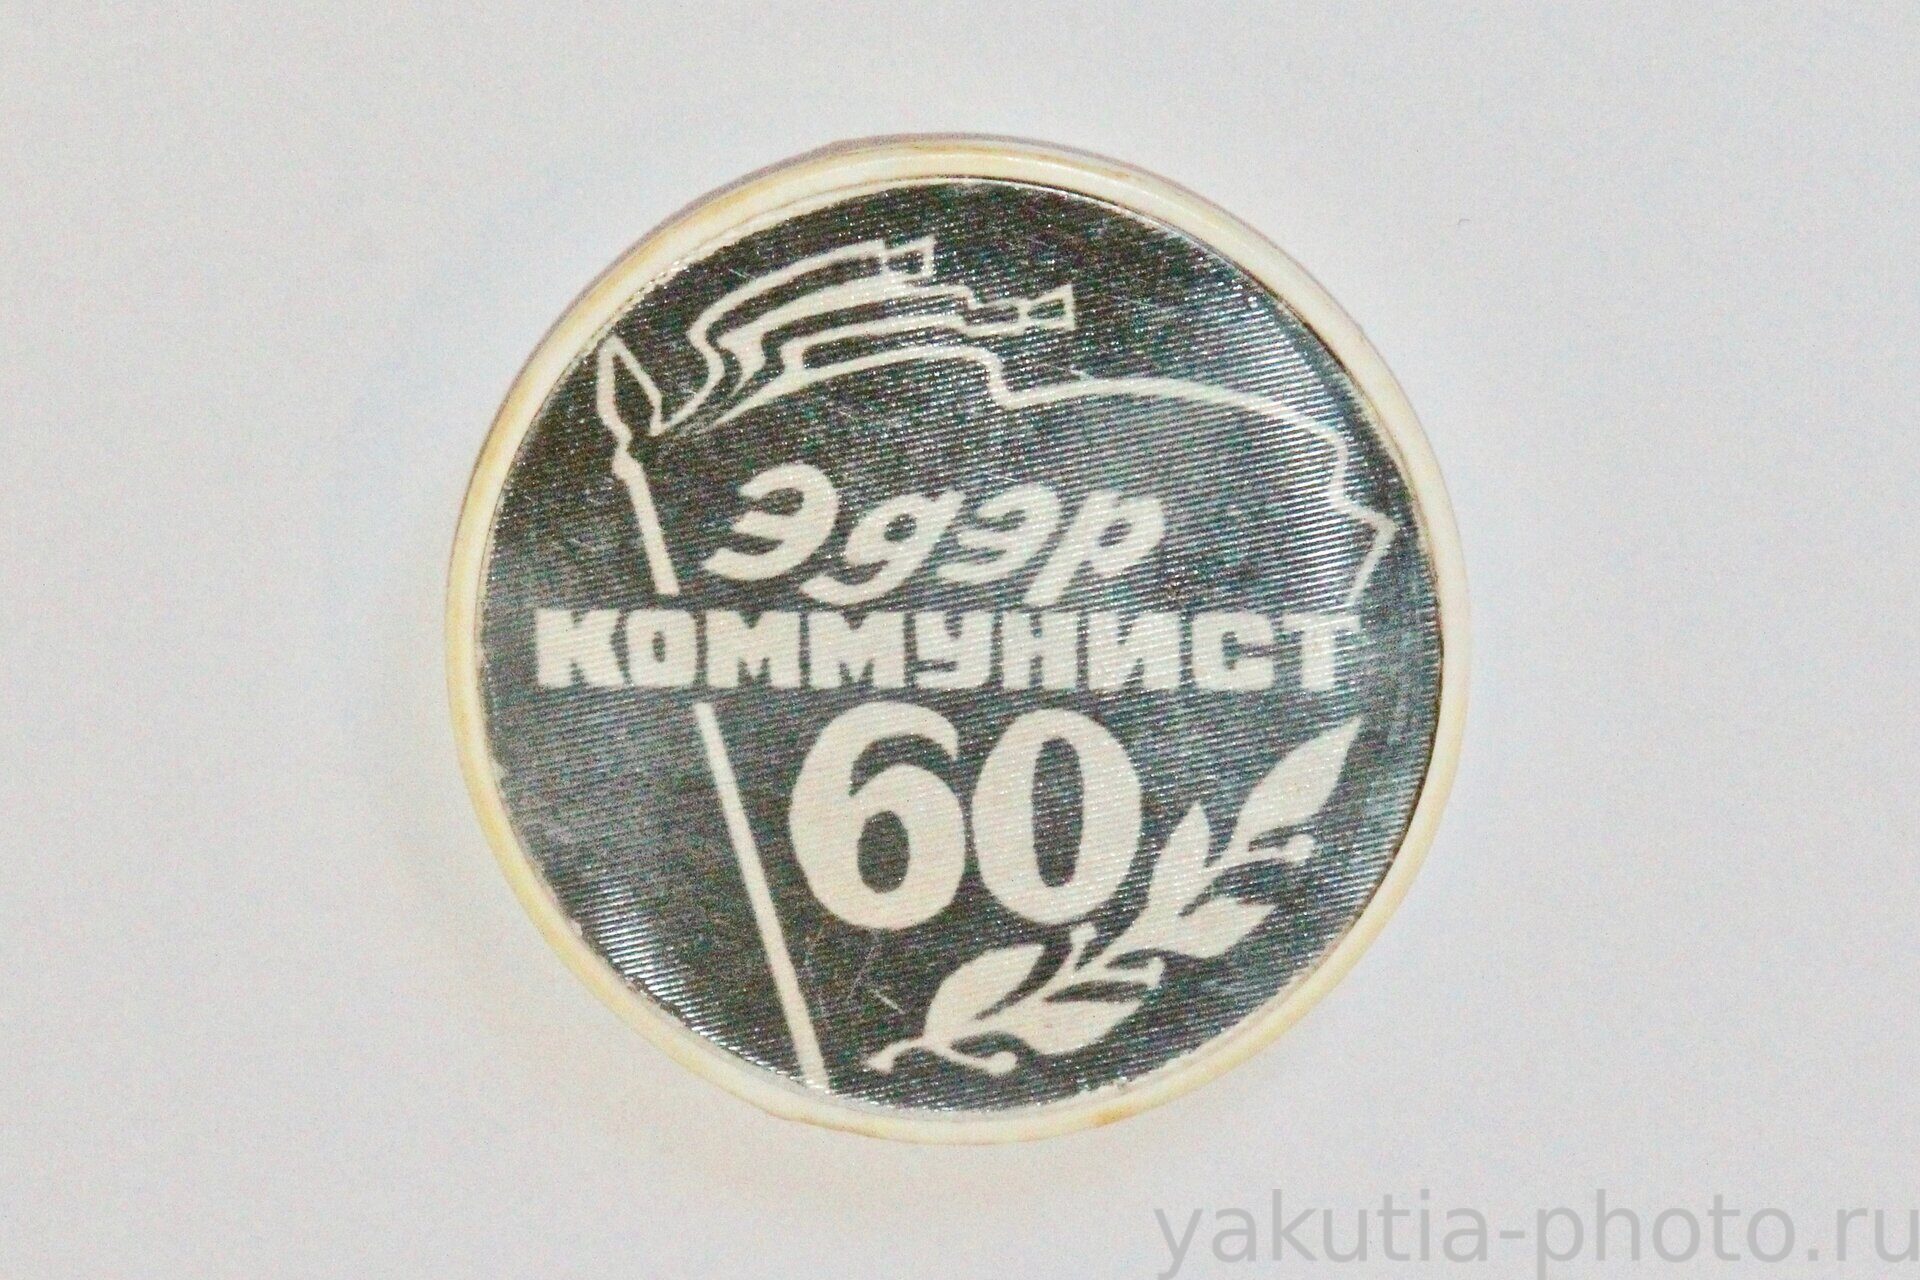 Эдэр
КОММУНИСТ
60
yakutia-photo.ru